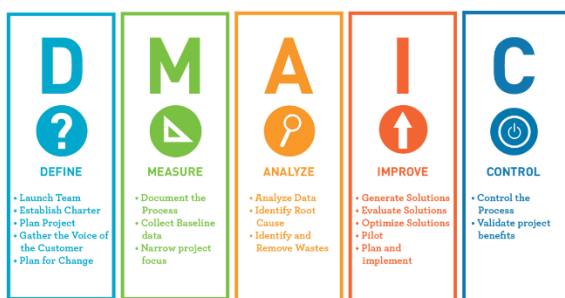 D
DEFINE
• Launch Team
• Establish Charter
• Plan Project
• Gather the Voice of
the Customer
• Plan for Change
M
MEASURE
• Document the
Process
• Collect Baseline
data
• Narrow project
focus
A
ANALYZE
• Analyze Data
• Identify Root
Cause
• Identify and
Remove Wastes
I
IMPROVE
• Generate Solutions
• Evaluate Solutions
• Optimize Solutions
• Pilot
• Plan and
implement
C
CONTROL
• Control the
Process
• Validate project
benefits